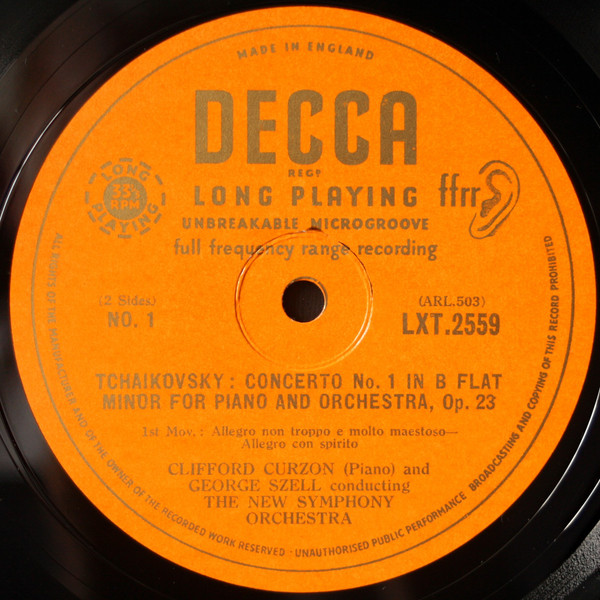 MADE IN ENGLAND
DECCA
REGD
LONG PLAYING
ffrr
LONG PLAYING
33⅓
RPM
UNBREAKABLE MICROGROOVE
full frequency range recording
(2 Sides)
NO. 1
(ARL.503)
LXT.2559
TCHAIKOVSKY : CONCERTO No. 1 IN B FLAT
MINOR FOR PIANO AND ORCHESTRA, Op. 23
1st Mov. : Allegro non troppo e molto maestoso—
Allegro con spirito
CLIFFORD CURZON (Piano) and
GEORGE SZELL conducting
THE NEW SYMPHONY
ORCHESTRA
ALL RIGHTS OF THE MANUFACTURER AND OF THE OWNER OF THE RECORDED WORK RESERVED · UNAUTHORISED PUBLIC PERFORMANCE BROADCASTING AND COPYING OF THIS RECORD PROHIBITED